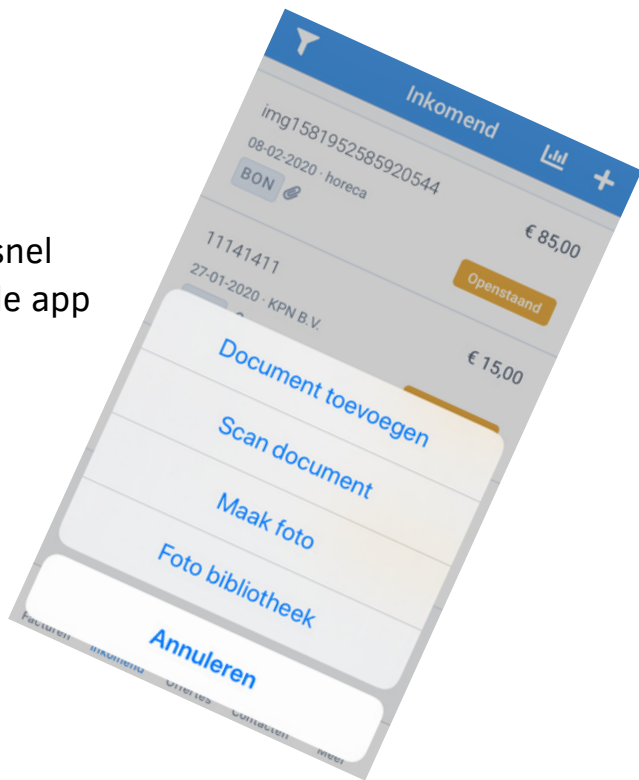 snel
de app
Inkomend
img1581952585920544
08-02-2020 · horeca
€ 85,00
BON
Openstaand
11141411
27-01-2020 · KPN B.V.
€ 15,00
Document toevoegen
Scan document
Maak foto
Foto bibliotheek
Annuleren
Facturen Inkomend Offertes Contacten Meer